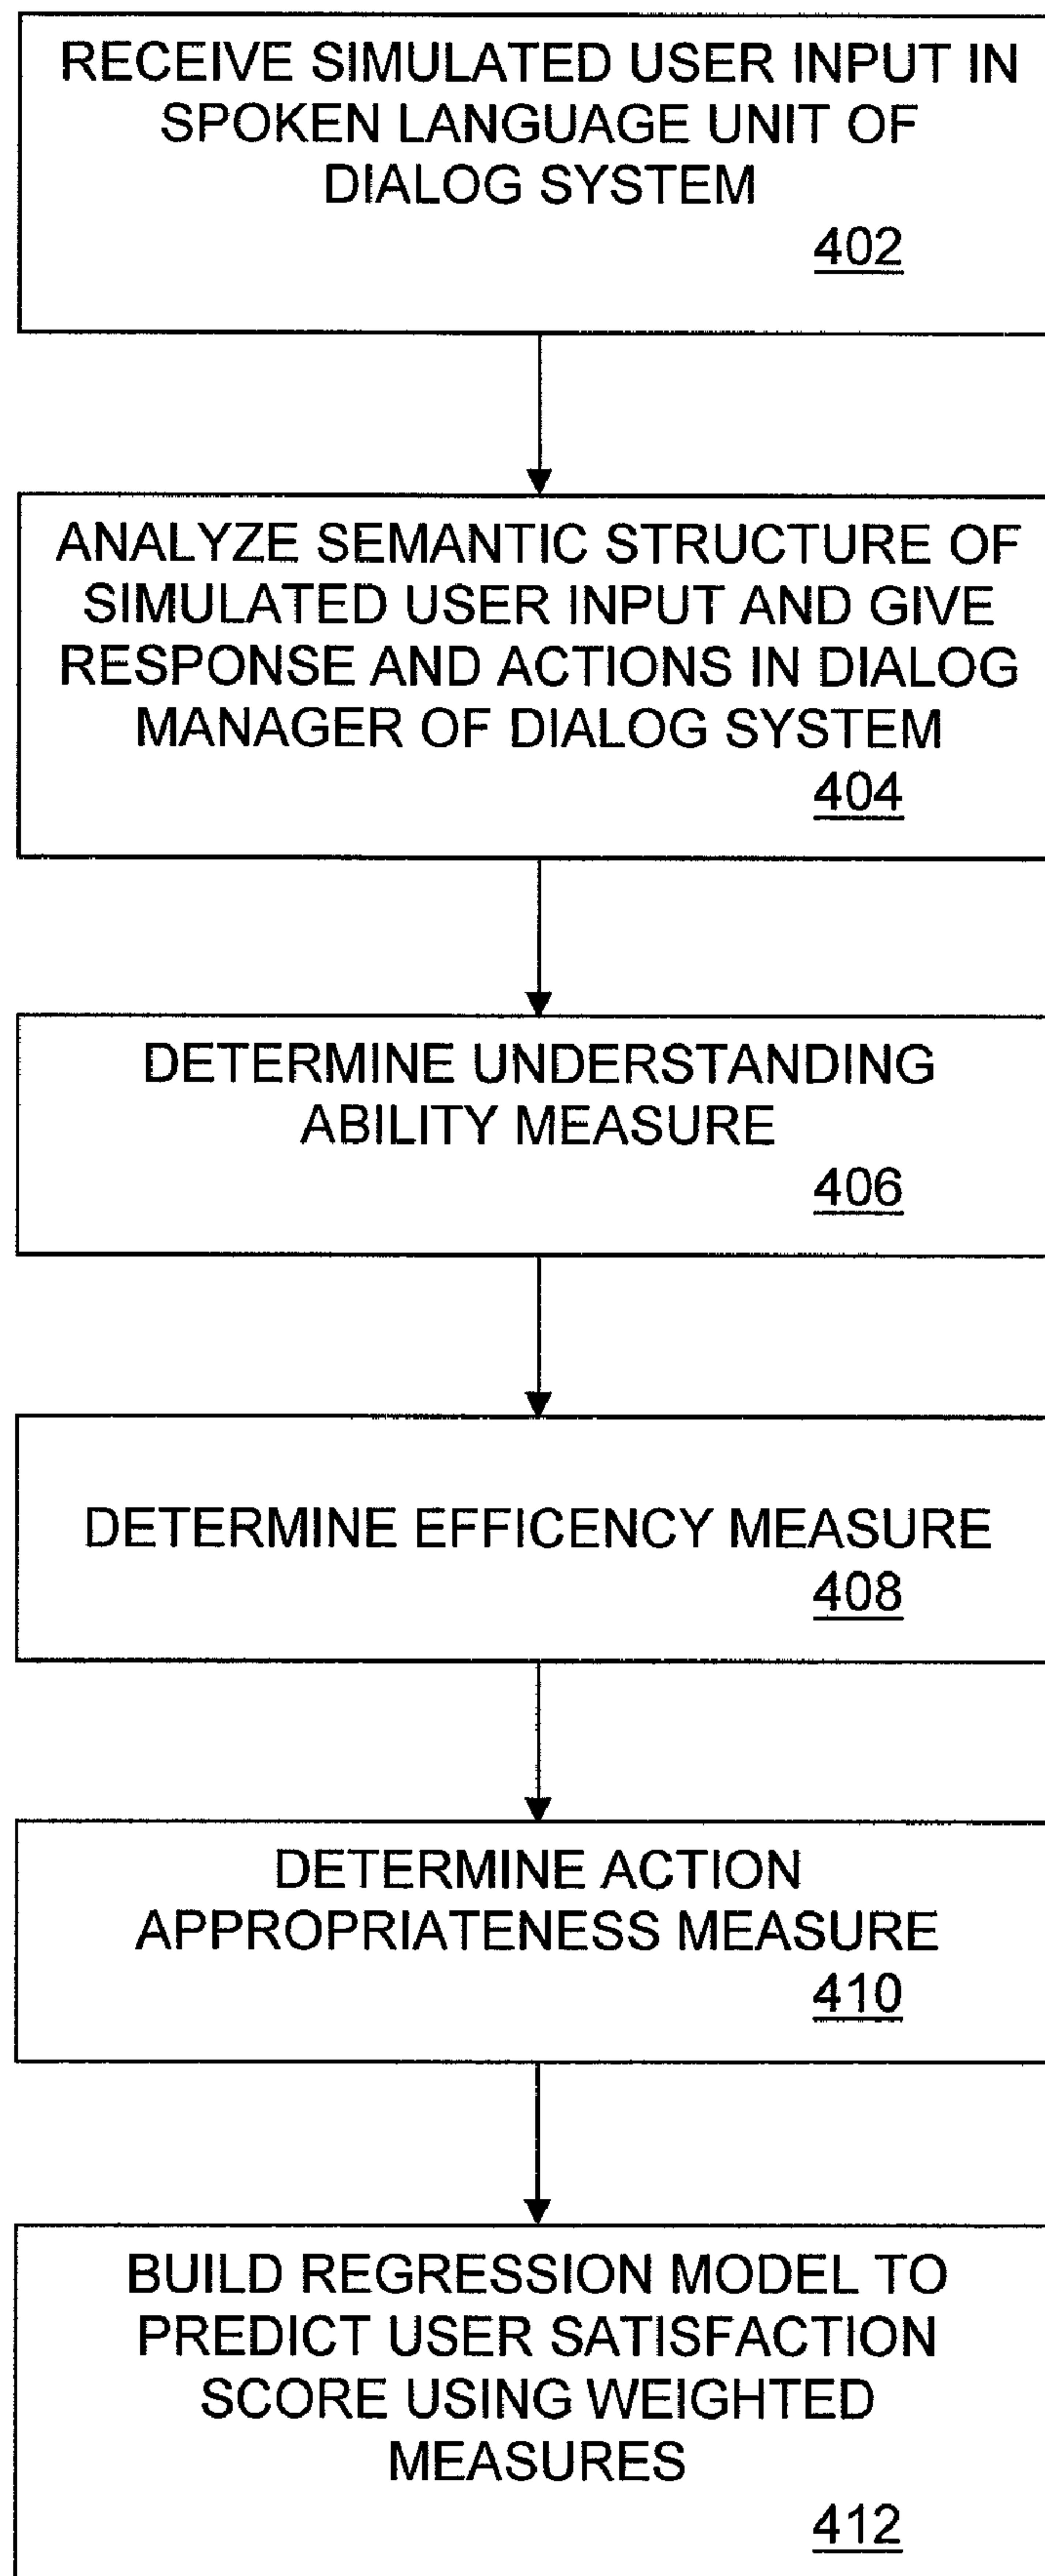 RECEIVE SIMULATED USER INPUT IN
SPOKEN LANGUAGE UNIT OF
DIALOG SYSTEM
402
ANALYZE SEMANTIC STRUCTURE OF
SIMULATED USER INPUT AND GIVE
RESPONSE AND ACTIONS IN DIALOG
MANAGER OF DIALOG SYSTEM
404
DETERMINE UNDERSTANDING
ABILITY MEASURE
406
DETERMINE EFFICENCY MEASURE
408
DETERMINE ACTION
APPROPRIATENESS MEASURE
410
BUILD REGRESSION MODEL TO
PREDICT USER SATISFACTION
SCORE USING WEIGHTED
MEASURES
412